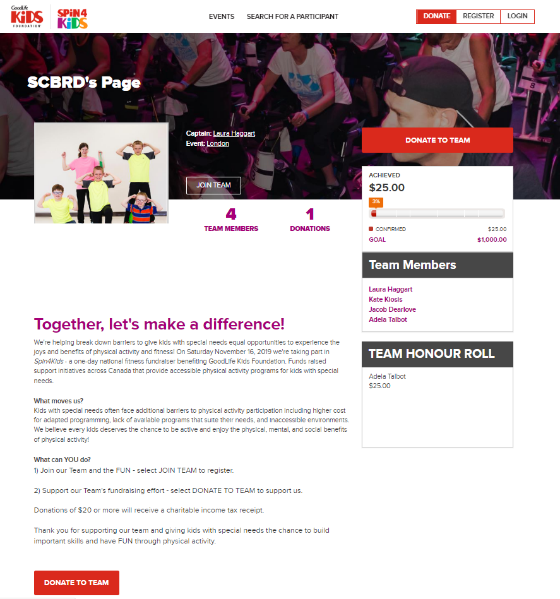 GoodLife
KiDS
FOUNDATION
SPiN4
KiDS
EVENTS
SEARCH FOR A PARTICIPANT
DONATE
REGISTER
LOGIN
SCBRD's Page
Captain: Laura Haggart
Event: London
JOIN TEAM
4
TEAM MEMBERS
1
DONATIONS
DONATE TO TEAM
ACHIEVED
$25.00
3%
CONFIRMED $25.00
GOAL $1,000.00
Team Members
Laura Haggart
Kate Klosis
Jacob Dearlove
Adela Talbot
TEAM HONOUR ROLL
Adela Talbot
$25.00
Together, let's make a difference!
We're helping break down barriers to give kids with special needs equal opportunities to experience the
joys and benefits of physical activity and fitness! On Saturday November 16, 2019 we're taking part in
Spin4Kids - a one-day national fitness fundraiser benefiting GoodLife Kids Foundation. Funds raised
support initiatives across Canada that provide accessible physical activity programs for kids with special
needs.
What moves us?
Kids with special needs often face additional barriers to physical activity participation including higher cost
for adapted programming, lack of available programs that suite their needs, and inaccessible environments.
We believe every kids deserves the chance to be active and enjoy the physical, mental, and social benefits
of physical activity!
What can YOU do?
1) Join our Team and the FUN - select JOIN TEAM to register.
2) Support our Team's fundraising effort - select DONATE TO TEAM to support us.
Donations of $20 or more will receive a charitable income tax receipt.
Thank you for supporting our team and giving kids with special needs the chance to build
important skills and have FUN through physical activity.
DONATE TO TEAM